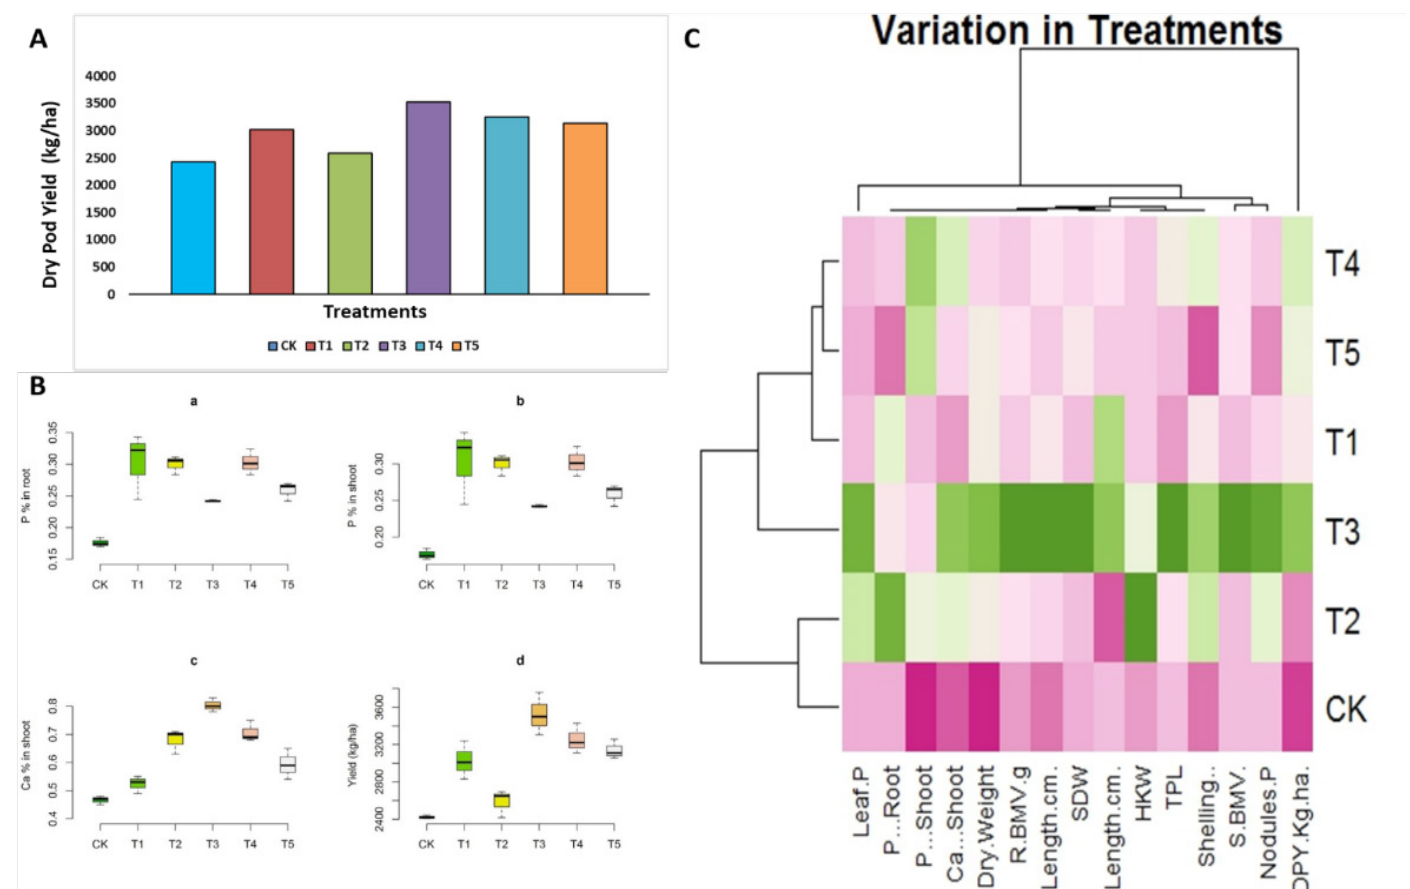 A
Dry Pod Yield (kg/ha)
4000
3500
3000
2500
2000
1500
1000
500
0
Treatments
CK T1 T2 T3 T4 T5
B
a
P % in root
0.35
0.30
0.25
0.20
0.15
CK T1 T2 T3 T4 T5
b
P % in shoot
0.30
0.25
0.20
CK T1 T2 T3 T4 T5
c
Ca % in shoot
0.8
0.7
0.6
0.5
0.4
CK T1 T2 T3 T4 T5
d
Yield (kg/ha)
3600
3200
2800
2400
CK T1 T2 T3 T4 T5
C
Variation in Treatments
T4
T5
T1
T3
T2
CK
Leaf.P
P...Root
P...Shoot
Ca...Shoot
Dry.Weight
R.BMV.g
Length.cm.
SDW
Length.cm.
HKW
TPL
Shelling..
S.BMV.
Nodules.P
DPY.Kg.ha.